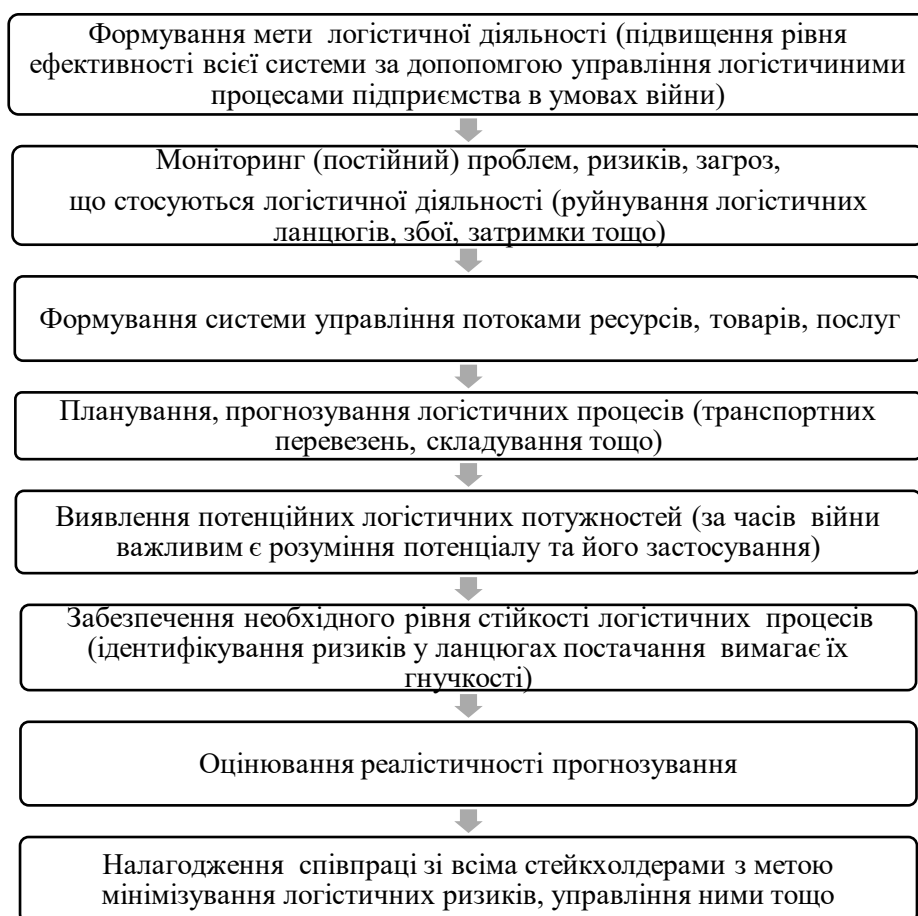 Формування мети логістичної діяльності (підвищення рівня
ефективності всієї системи за допопомгою управління логістичиними
процесами підприємства в умовах війни)
Моніторинг (постійний) проблем, ризиків, загроз,
що стосуються логістичної діяльності (руйнування логістичних
ланцюгів, збої, затримки тощо)
Формування системи управління потоками ресурсів, товарів, послуг
Планування, прогнозування логістичних процесів (транспортних
перевезень, складування тощо)
Виявлення потенційних логістичних потужностей (за часів війни
важливим є розуміння потенціалу та його застосування)
Забезпечення необхідного рівня стійкості логістичних процесів
(ідентифікування ризиків у ланцюгах постачання вимагає їх
гнучкості)
Оцінювання реалістичності прогнозування
Налагодження співпраці зі всіма стейкхолдерами з метою
мінімізування логістичних ризиків, управління ними тощо